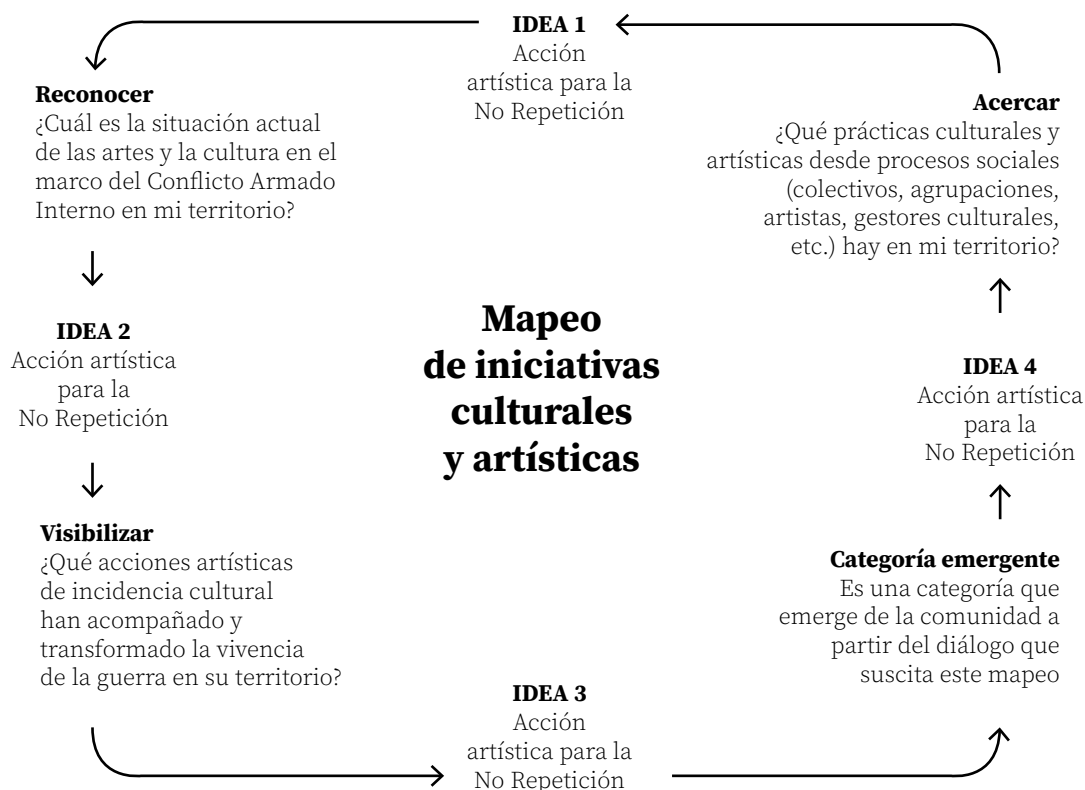 IDEA 1
Acción
artística para la
No Repetición
Reconocer
¿Cuál es la situación actual
de las artes y la cultura en el
marco del Conflicto Armado
Interno en mi territorio?
IDEA 2
Acción artística
para la
No Repetición
Visibilizar
¿Qué acciones artísticas
de incidencia cultural
han acompañado y
transformado la vivencia
de la guerra en su territorio?
IDEA 3
Acción
artística para la
No Repetición
Categoría emergente
Es una categoría que
emerge de la comunidad a
partir del diálogo que
suscita este mapeo
IDEA 4
Acción artística
para la
No Repetición
Acercar
¿Qué prácticas culturales y
artísticas desde procesos sociales
(colectivos, agrupaciones,
artistas, gestores culturales,
etc.) hay en mi territorio?
Mapeo
de iniciativas
culturales
y artísticas